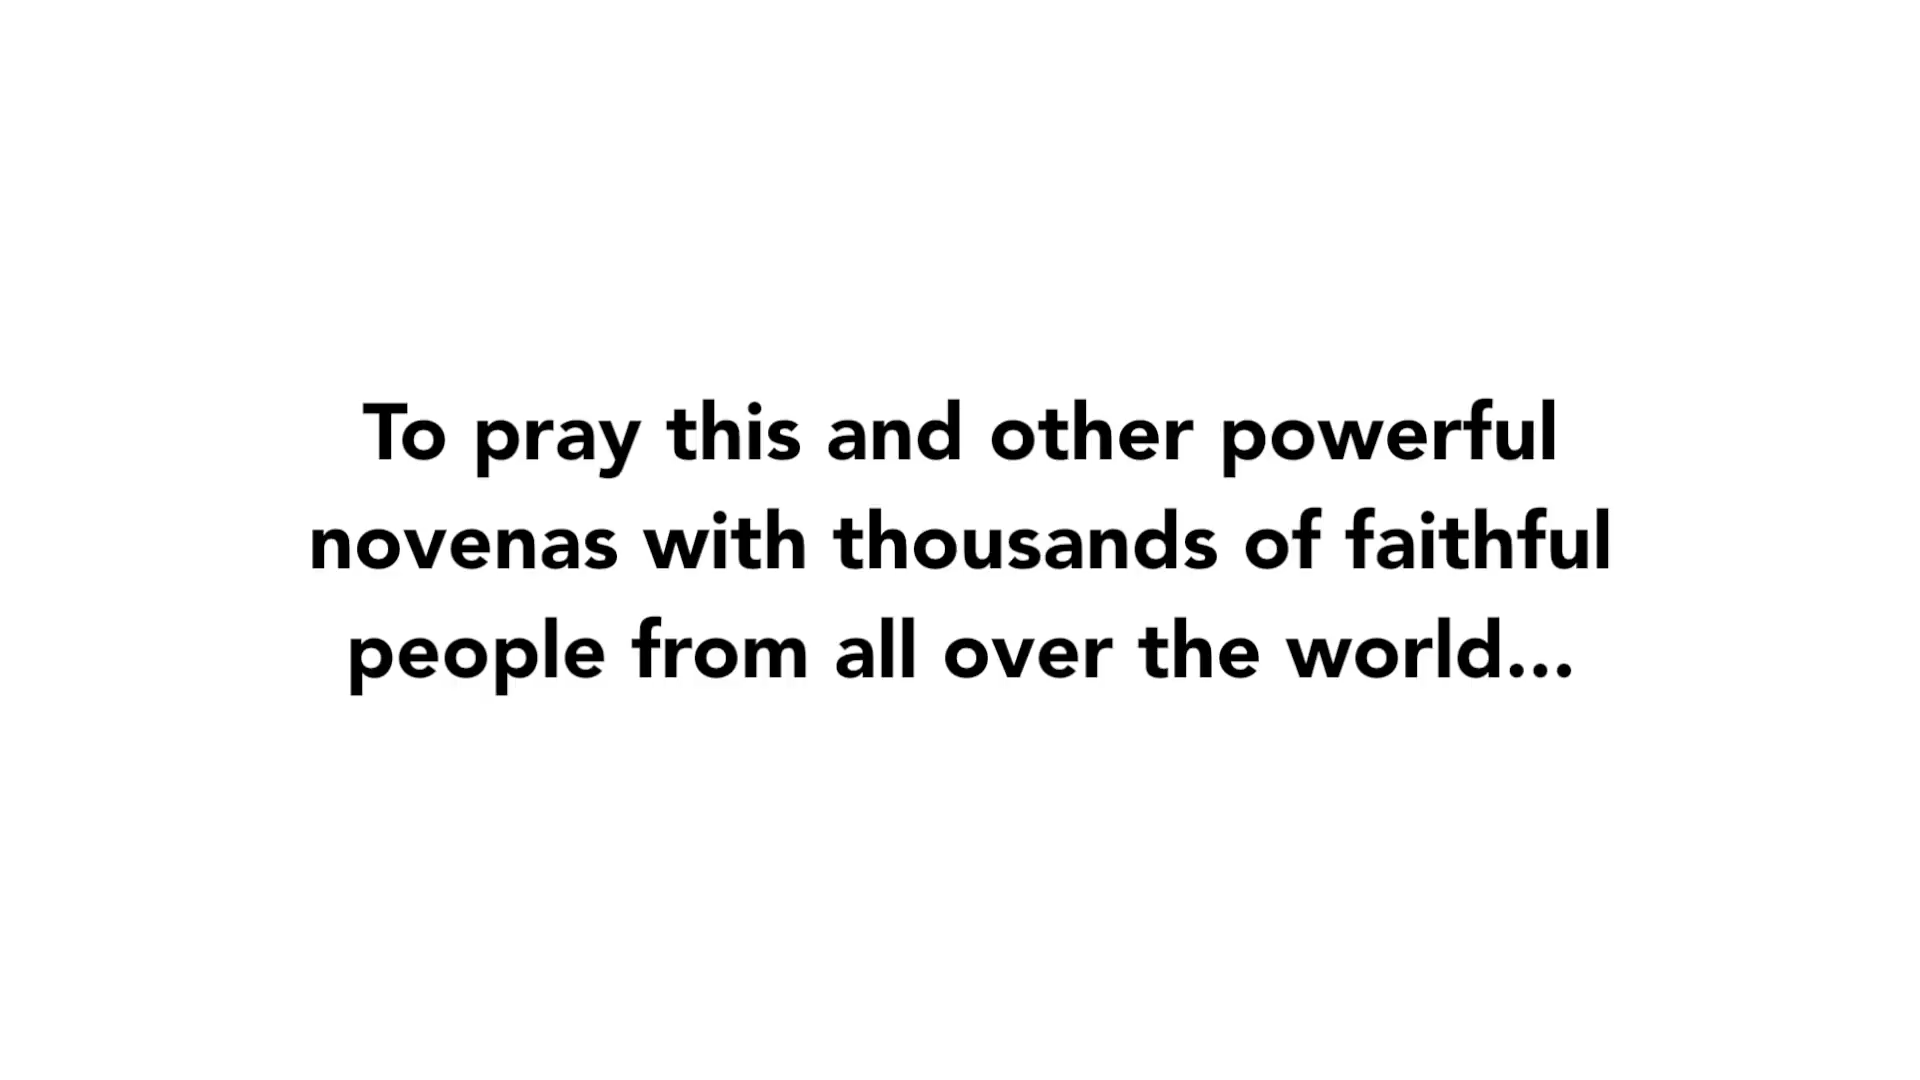 To pray this and other powerful
novenas with thousands of faithful
people from all over the world...